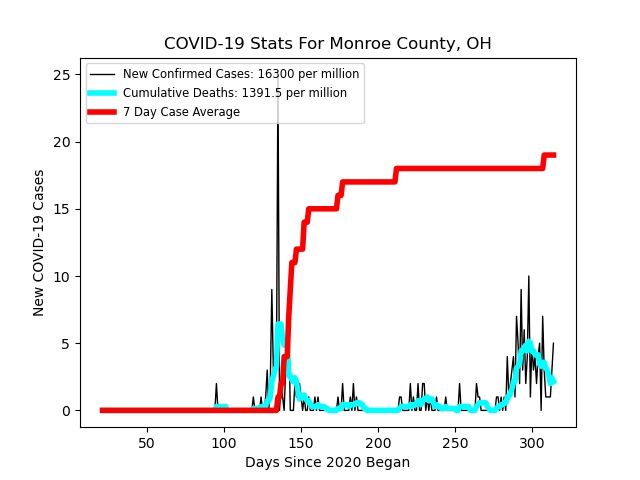 COVID-19 Stats For Monroe County, OH
New Confirmed Cases: 16300 per million
Cumulative Deaths: 1391.5 per million
7 Day Case Average
25
20
15
10
5
0
New COVID-19 Cases
50
100
150
200
250
300
Days Since 2020 Began